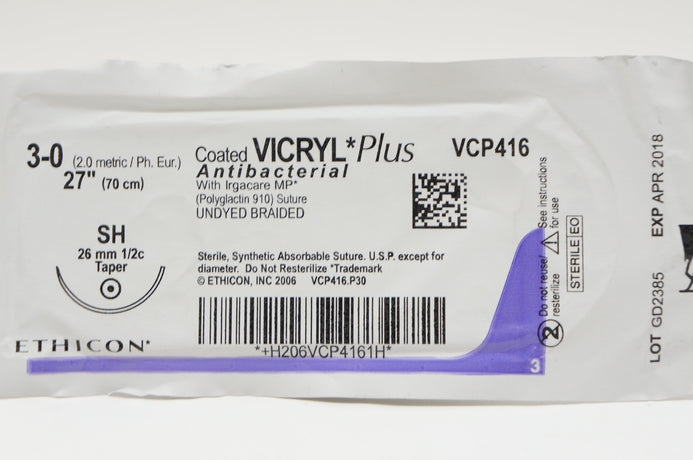 3-0 (2.0 metric / Ph. Eur.)
27" (70 cm)
SH
26 mm 1/2c
Taper
ETHICON*
Coated VICRYL* Plus
Antibacterial
With Irgacare MP*
(Polyglactin 910) Suture
UNDYED BRAIDED
VCP416
Sterile, Synthetic Absorbable Suture. U.S.P. except for
diameter. Do Not Resterilize *Trademark
© ETHICON, INC 2006 VCP416.P30
*+H206VCP4161H*
3
2 Do not reuse/
resterilize
See instructions
for use
STERILE EO
LOT GD2385 EXP APR 2018